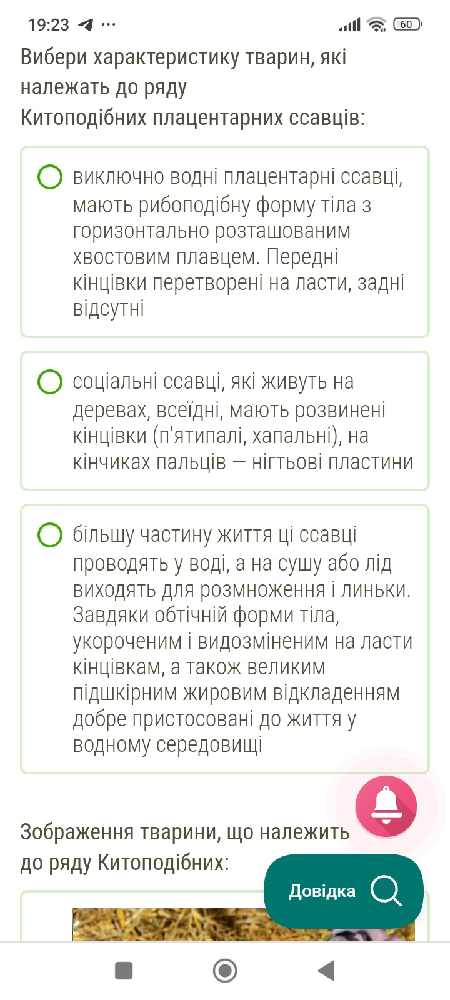 19:23
60
Вибери характеристику тварин, які
належать до ряду
Китоподібних плацентарних ссавців:
виключно водні плацентарні ссавці,
мають рибоподібну форму тіла з
горизонтально розташованим
хвостовим плавцем. Передні
кінцівки перетворені на ласти, задні
відсутні
соціальні ссавці, які живуть на
деревах, всеїдні, мають розвинені
кінцівки (п'ятипалі, хапальні), на
кінчиках пальців — нігтьові пластини
більшу частину життя ці ссавці
проводять у воді, а на сушу або лід
виходять для розмноження і линьки.
Завдяки обтічній форми тіла,
укороченим і видозміненим на ласти
кінцівкам, а також великим
підшкірним жировим відкладенням
добре пристосовані до життя у
водному середовищі
Зображення тварини, що належить
до ряду Китоподібних:
Довідка